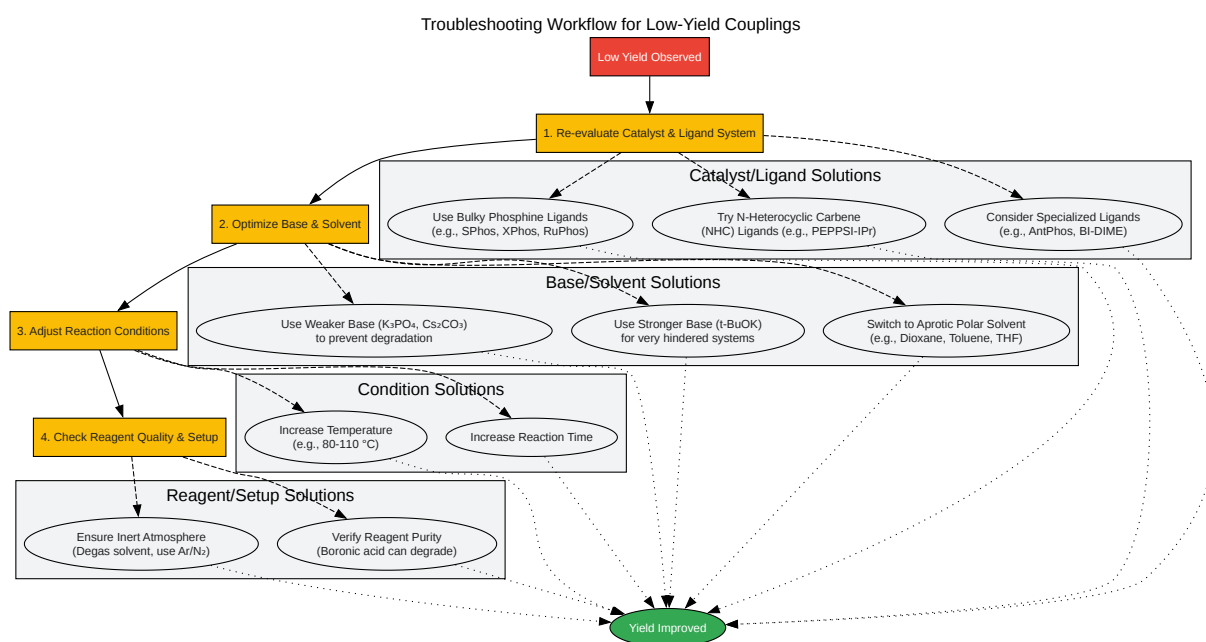 Troubleshooting Workflow for Low-Yield Couplings
Low Yield Observed
1. Re-evaluate Catalyst & Ligand System
Catalyst/Ligand Solutions
Use Bulky Phosphine Ligands
(e.g., SPhos, XPhos, RuPhos)
Try N-Heterocyclic Carbene
(NHC) Ligands (e.g., PEPPSI-IPr)
Consider Specialized Ligands
(e.g., AntPhos, BI-DIME)
2. Optimize Base & Solvent
Base/Solvent Solutions
Use Weaker Base (K₃PO₄, Cs₂CO₃)
to prevent degradation
Use Stronger Base (t-BuOK)
for very hindered systems
Switch to Aprotic Polar Solvent
(e.g., Dioxane, Toluene, THF)
3. Adjust Reaction Conditions
Condition Solutions
Increase Temperature
(e.g., 80-110 °C)
Increase Reaction Time
4. Check Reagent Quality & Setup
Reagent/Setup Solutions
Ensure Inert Atmosphere
(Degas solvent, use Ar/N₂)
Verify Reagent Purity
(Boronic acid can degrade)
Yield Improved